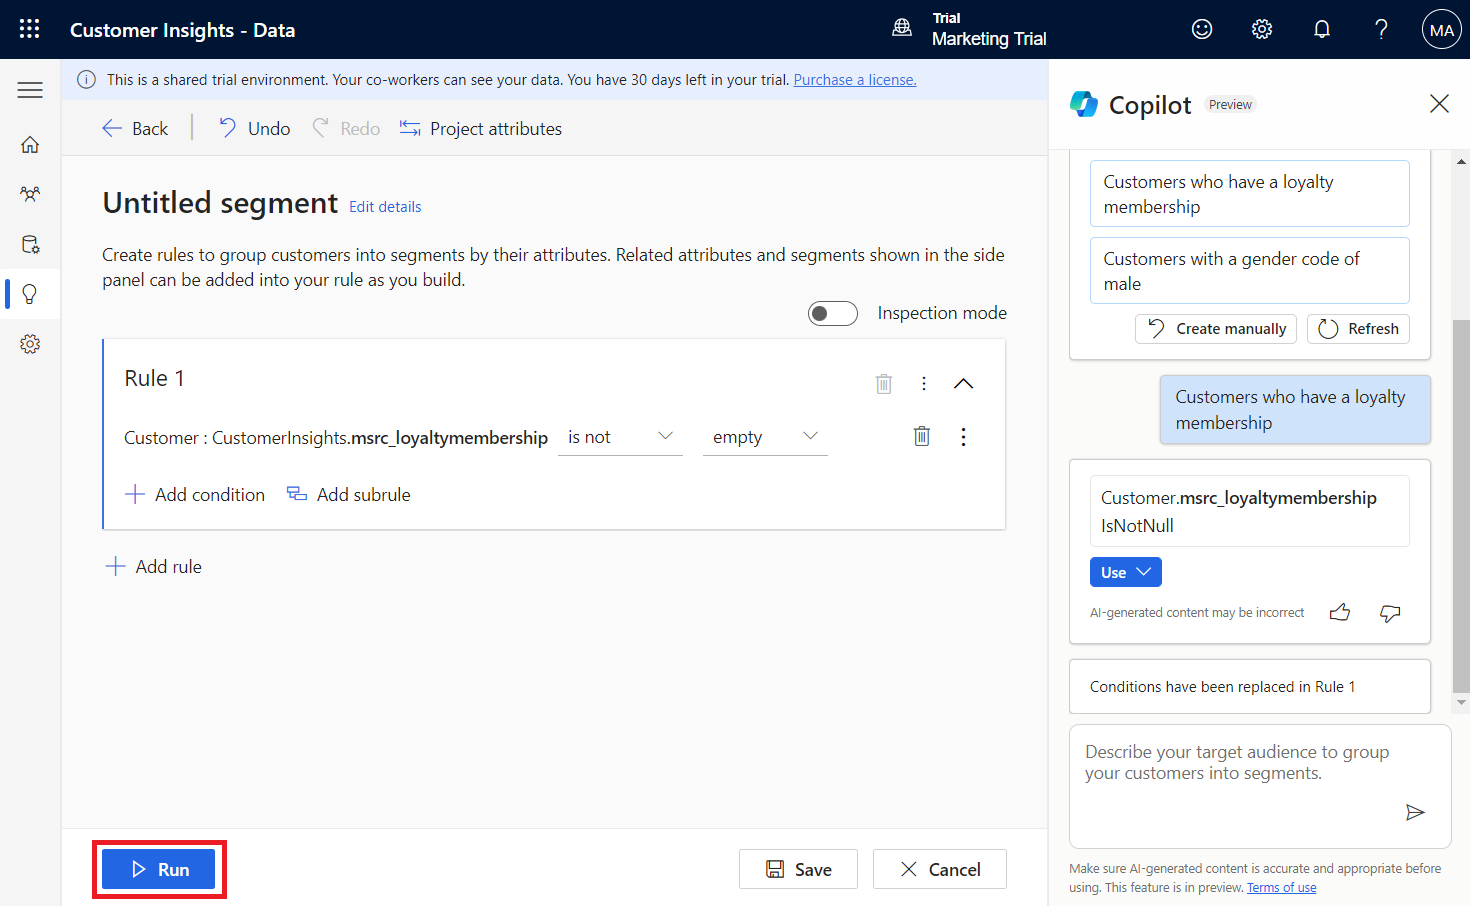 Customer Insights - Data
Trial
Marketing Trial
MA
This is a shared trial environment. Your co-workers can see your data. You have 30 days left in your trial. Purchase a license.
Back
Undo
Redo
Project attributes
Untitled segment
Edit details
Create rules to group customers into segments by their attributes. Related attributes and segments shown in the side
panel can be added into your rule as you build.
Inspection mode
Rule 1
Customer : CustomerInsights.msrc_loyaltymembership
is not
empty
Add condition
Add subrule
Add rule
Run
Save
Cancel
Copilot
Preview
Customers who have a loyalty
membership
Customers with a gender code of
male
Create manually
Refresh
Customers who have a loyalty
membership
Customer.msrc_loyaltymembership
IsNotNull
Use
AI-generated content may be incorrect
Conditions have been replaced in Rule 1
Describe your target audience to group
your customers into segments.
Make sure AI-generated content is accurate and appropriate before
using. This feature is in preview. Terms of use